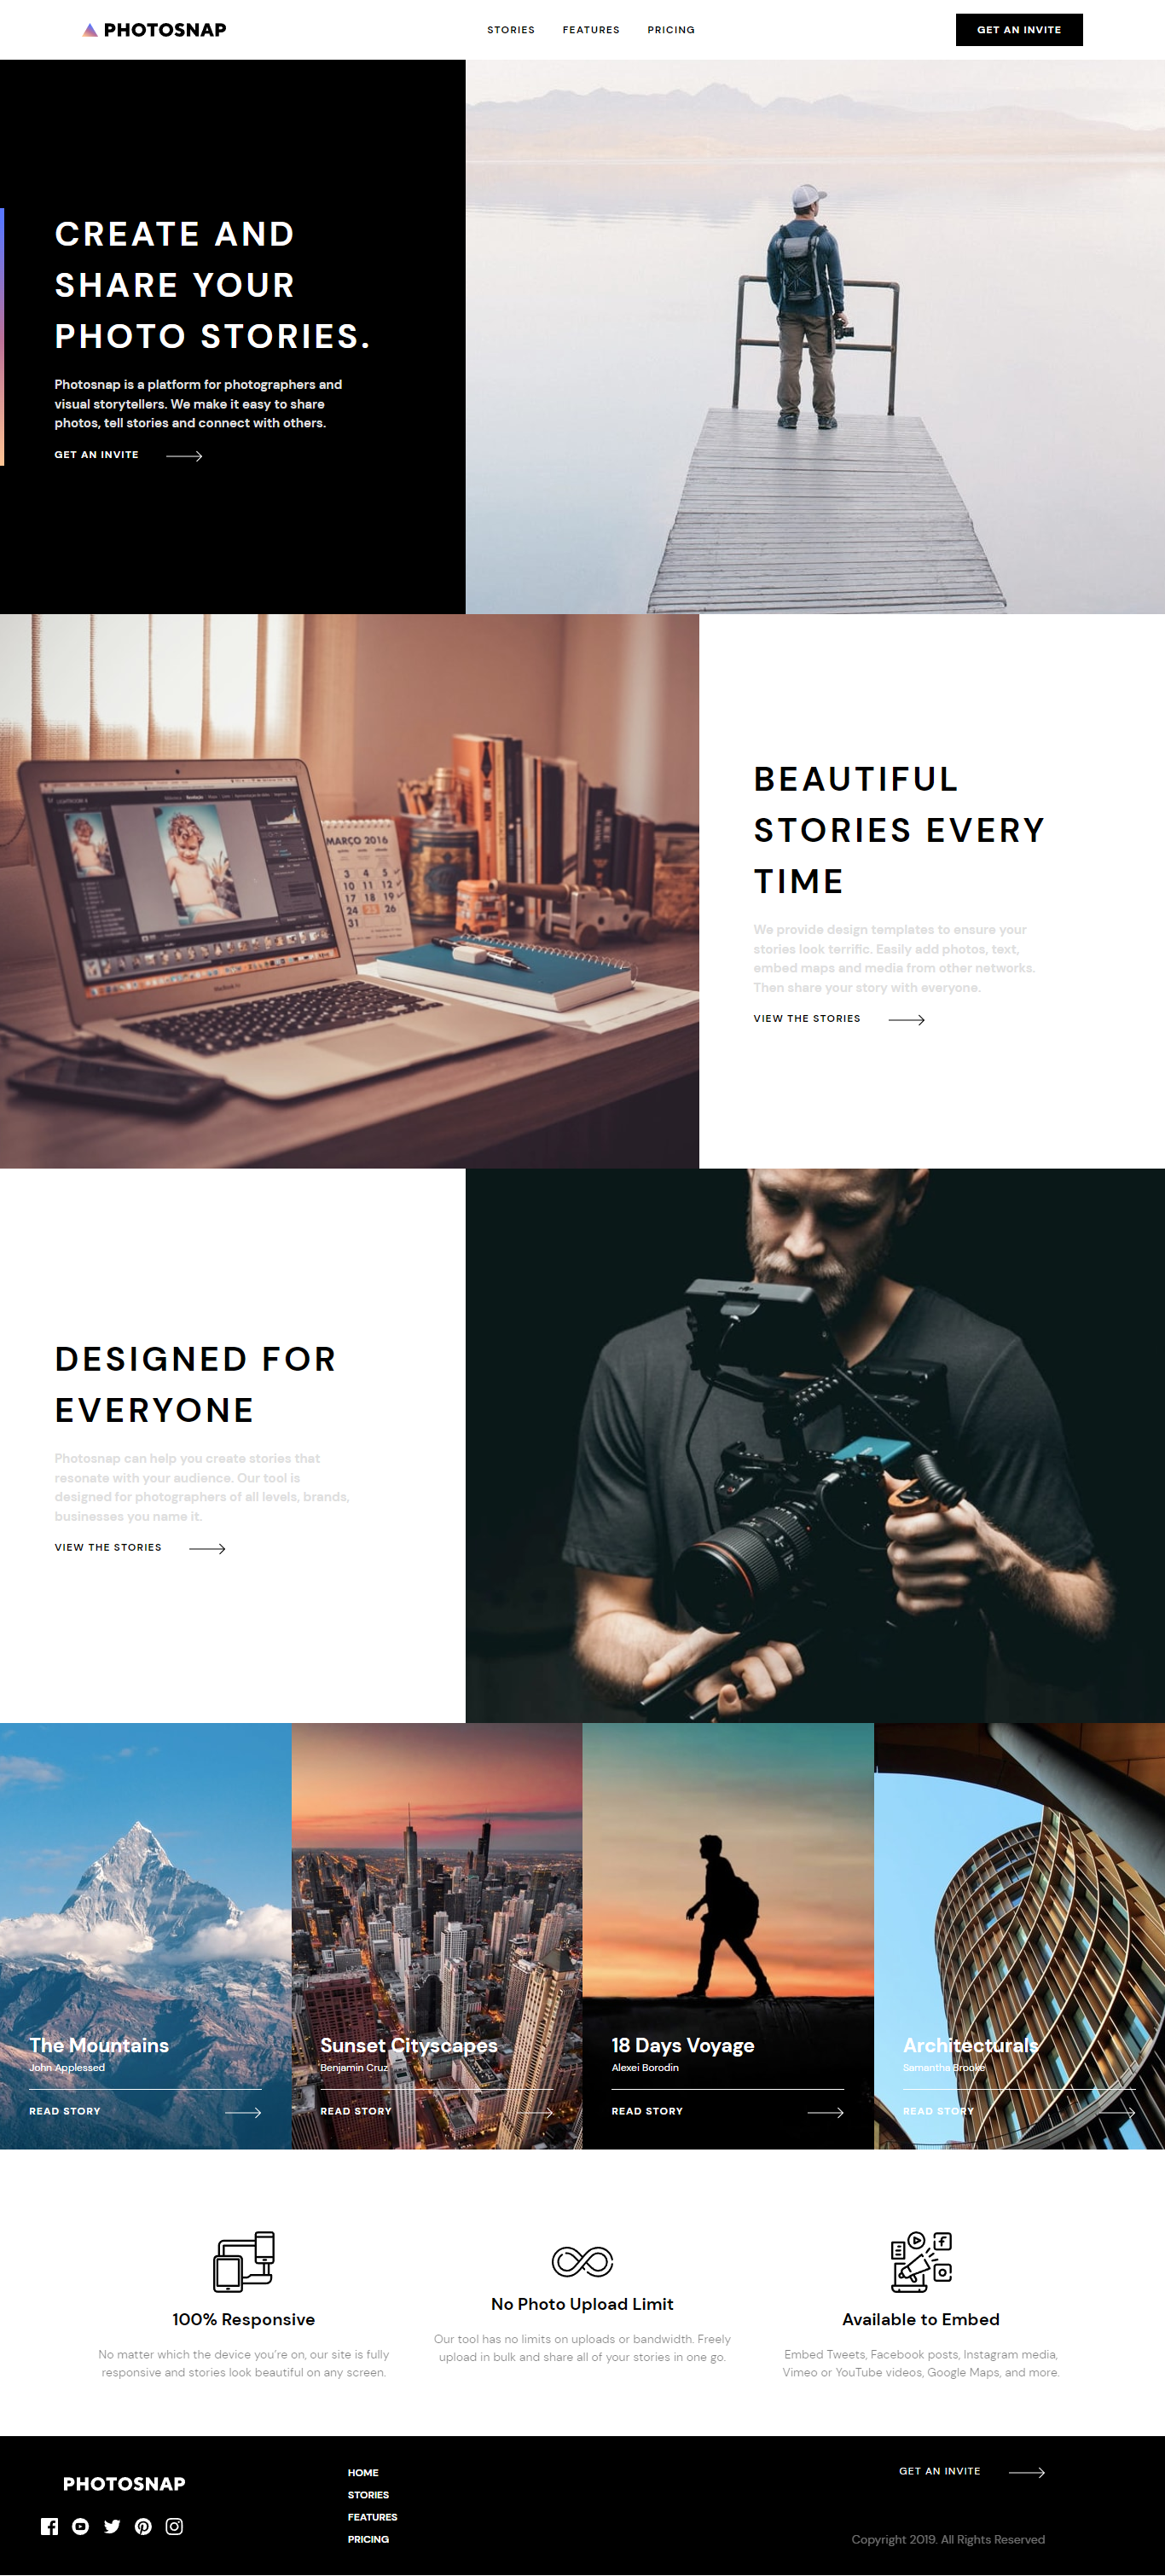 PHOTOSNAP
STORIES FEATURES PRICING
GET AN INVITE
CREATE AND
SHARE YOUR
PHOTO STORIES.
Photosnap is a platform for photographers and
visual storytellers. We make it easy to share
photos, tell stories and connect with others.
GET AN INVITE
MARÇO 2016
BEAUTIFUL
STORIES EVERY
TIME
We provide design templates to ensure your
stories look terrific. Easily add photos, text,
embed maps and media from other networks.
Then share your story with everyone.
VIEW THE STORIES
DESIGNED FOR
EVERYONE
Photosnap can help you create stories that
resonate with your audience. Our tool is
designed for photographers of all levels, brands,
businesses you name it.
VIEW THE STORIES
The Mountains
John Applessed
READ STORY
Sunset Cityscapes
Benjamin Cruz
READ STORY
18 Days Voyage
Alexei Borodin
READ STORY
Architecturals
Samantha Brooke
READ STORY
100% Responsive
No matter which the device you're on, our site is fully
responsive and stories look beautiful on any screen.
No Photo Upload Limit
Our tool has no limits on uploads or bandwidth. Freely
upload in bulk and share all of your stories in one go.
Available to Embed
Embed Tweets, Facebook posts, Instagram media,
Vimeo or YouTube videos, Google Maps, and more.
PHOTOSNAP
HOME
STORIES
FEATURES
PRICING
GET AN INVITE
Copyright 2019. All Rights Reserved